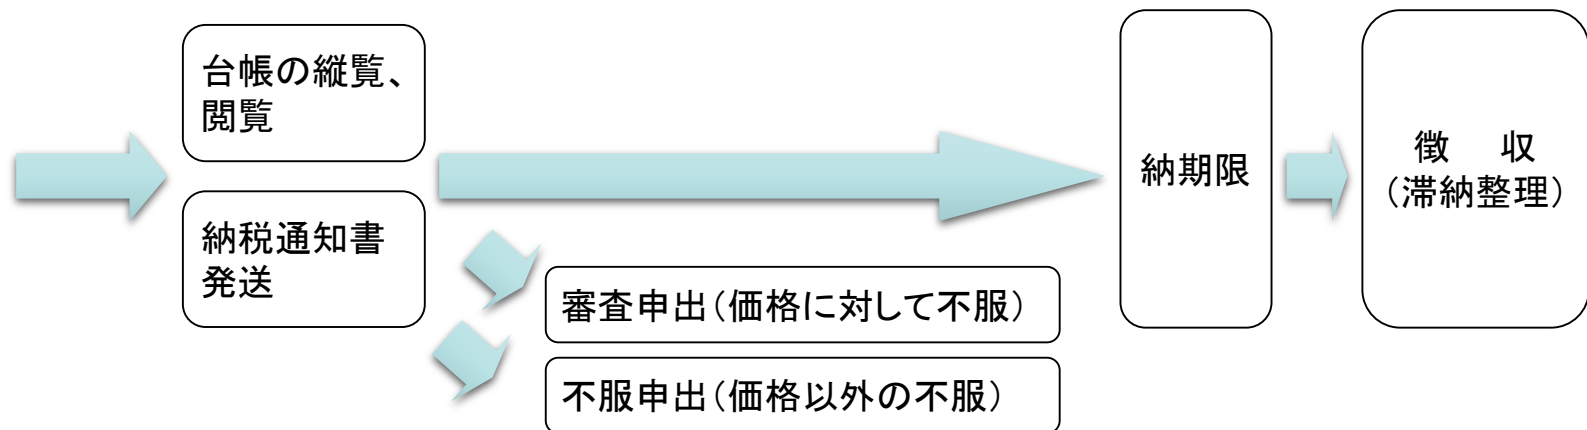 台帳の縦覧、
閲覧
納税通知書
発送
審査申出（価格に対して不服）
不服申出（価格以外の不服）
納期限
徴　収
（滞納整理）